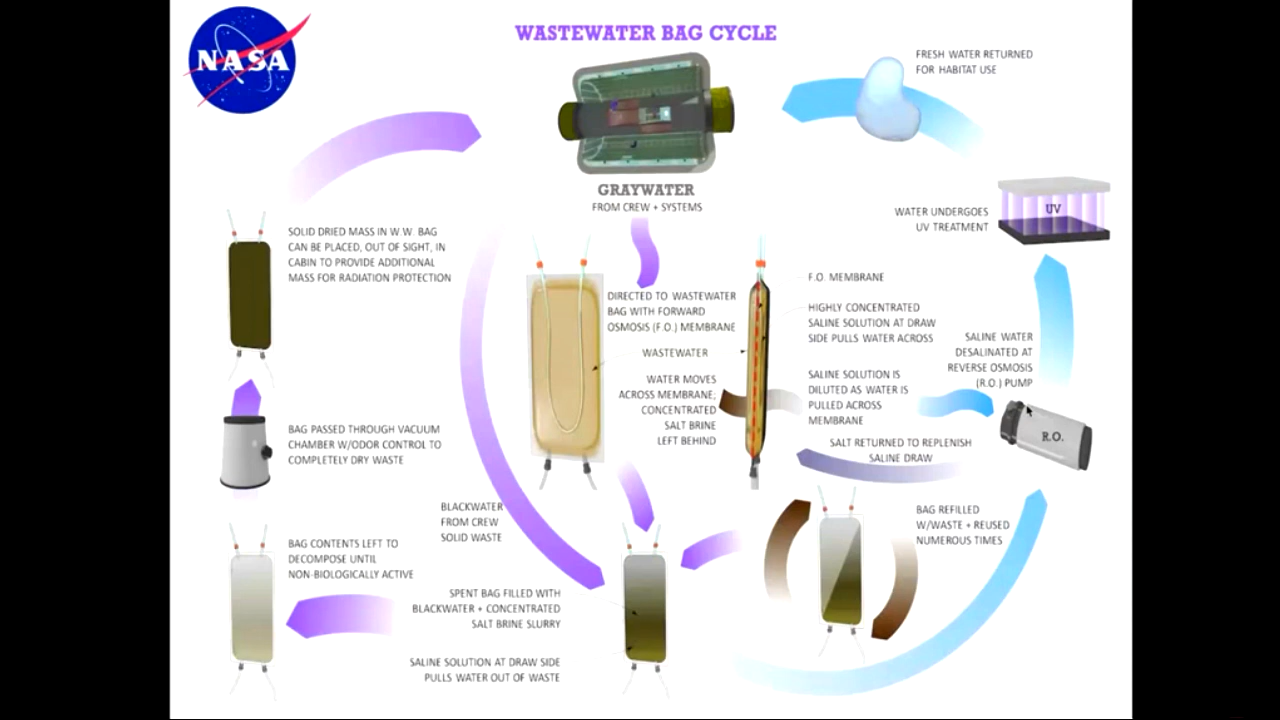 NASA
WASTEWATER BAG CYCLE
FRESH WATER RETURNED
FOR HABITAT USE
GRAYWATER
FROM CREW + SYSTEMS
UV
WATER UNDERGOES
UV TREATMENT
SOLID DRIED MASS IN W.W. BAG
CAN BE PLACED, OUT OF SIGHT, IN
CABIN TO PROVIDE ADDITIONAL
MASS FOR RADIATION PROTECTION
DIRECTED TO WASTEWATER
BAG WITH FORWARD
OSMOSIS (F.O.) MEMBRANE
WASTEWATER
WATER MOVES
ACROSS MEMBRANE;
CONCENTRATED
SALT BRINE
LEFT BEHIND
F.O. MEMBRANE
HIGHLY CONCENTRATED
SALINE SOLUTION AT DRAW
SIDE PULLS WATER ACROSS
SALINE SOLUTION IS
DILUTED AS WATER IS
PULLED ACROSS
MEMBRANE
SALINE WATER
DESALINATED AT
REVERSE OSMOSIS
(R.O.) PUMP
R.O.
SALT RETURNED TO REPLENISH
SALINE DRAW
BAG PASSED THROUGH VACUUM
CHAMBER W/ODOR CONTROL TO
COMPLETELY DRY WASTE
BLACKWATER
FROM CREW
SOLID WASTE
BAG REFILLED
W/WASTE + REUSED
NUMEROUS TIMES
BAG CONTENTS LEFT TO
DECOMPOSE UNTIL
NON-BIOLOGICALLY ACTIVE
SPENT BAG FILLED WITH
BLACKWATER + CONCENTRATED
SALT BRINE SLURRY
SALINE SOLUTION AT DRAW SIDE
PULLS WATER OUT OF WASTE